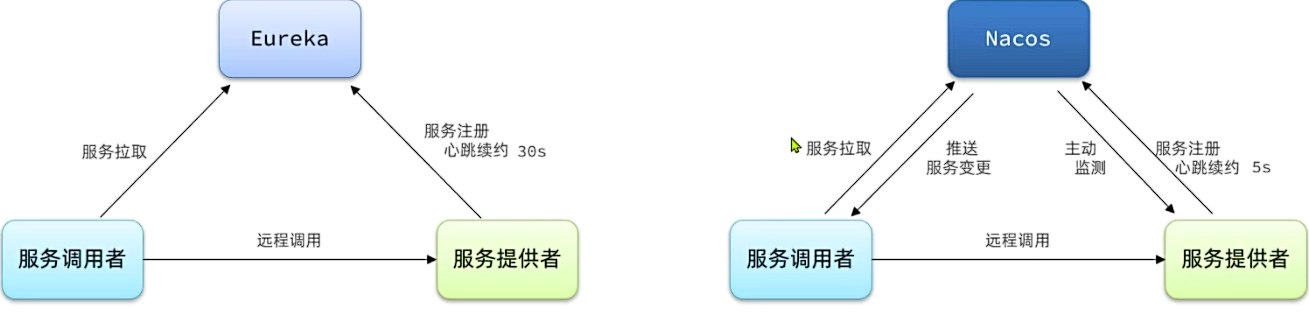 Eureka
服务拉取
服务注册
心跳续约 30s
服务调用者
远程调用
服务提供者
Nacos
服务拉取
推送
服务变更
主动
监测
服务注册
心跳续约 5s
服务调用者
远程调用
服务提供者